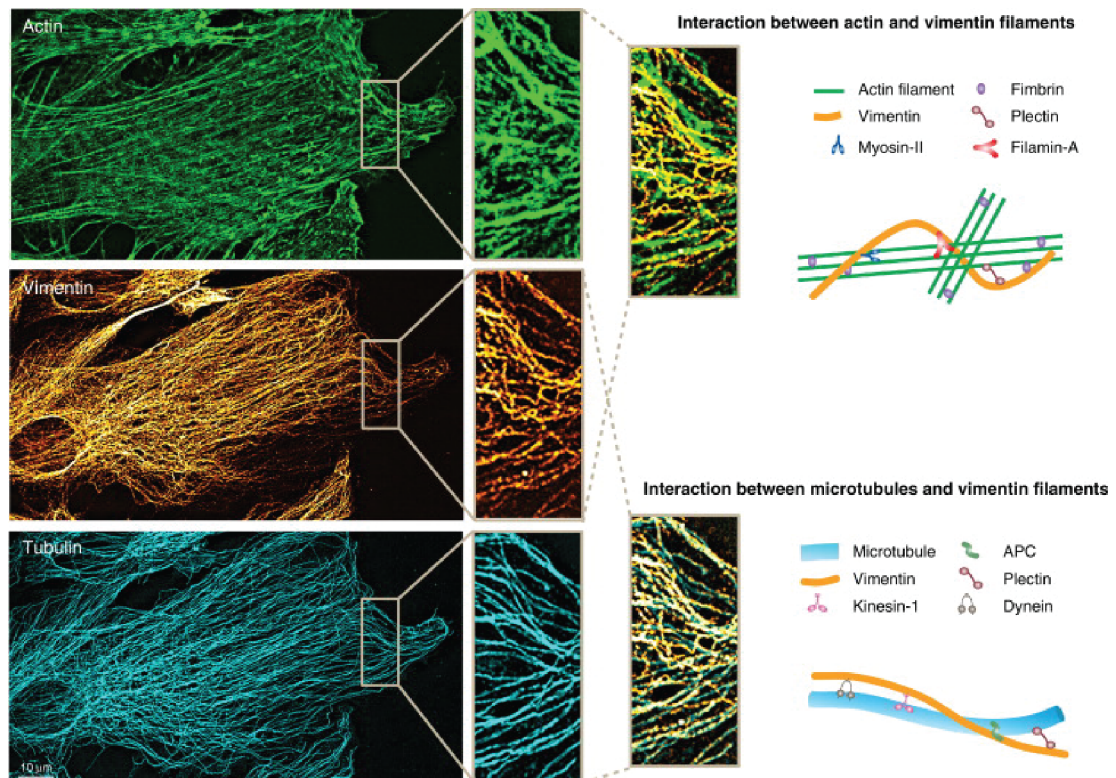 Actin
Vimentin
Tubulin
10 µm
Interaction between actin and vimentin filaments
Actin filament
Fimbrin
Vimentin
Plectin
Myosin-II
Filamin-A
Interaction between microtubules and vimentin filaments
Microtubule
APC
Vimentin
Plectin
Kinesin-1
Dynein